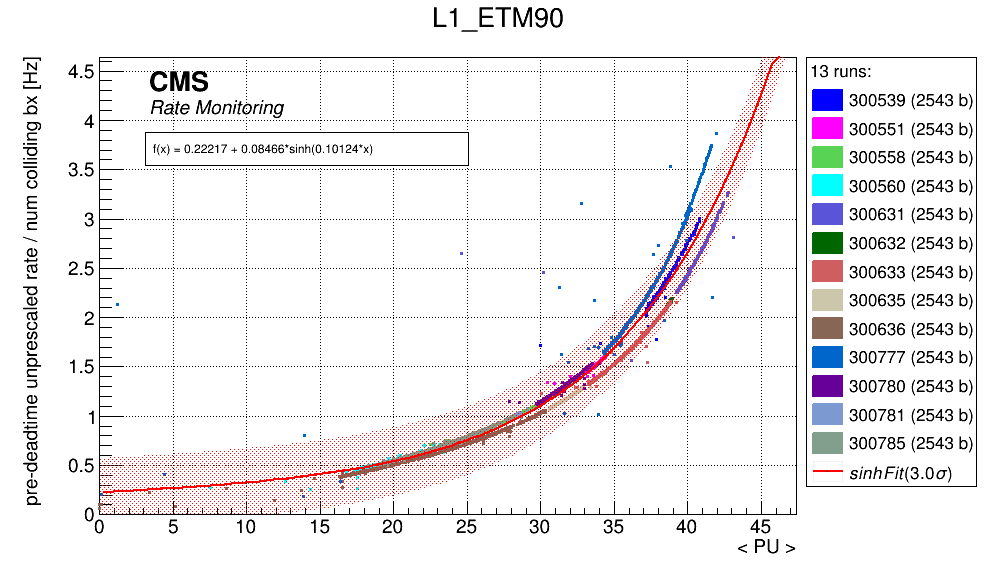 L1_ETM90
pre-deadtime unprescaled rate / num colliding bx [Hz]
4.5
4
3.5
3
2.5
2
1.5
1
0.5
0
CMS
Rate Monitoring
f(x) = 0.22217 + 0.08466*sinh(0.10124*x)
0 5 10 15 20 25 30 35 40 45
< PU >
13 runs:
300539 (2543 b)
300551 (2543 b)
300558 (2543 b)
300560 (2543 b)
300631 (2543 b)
300632 (2543 b)
300633 (2543 b)
300635 (2543 b)
300636 (2543 b)
300777 (2543 b)
300780 (2543 b)
300781 (2543 b)
300785 (2543 b)
sinhFit(3.0σ)